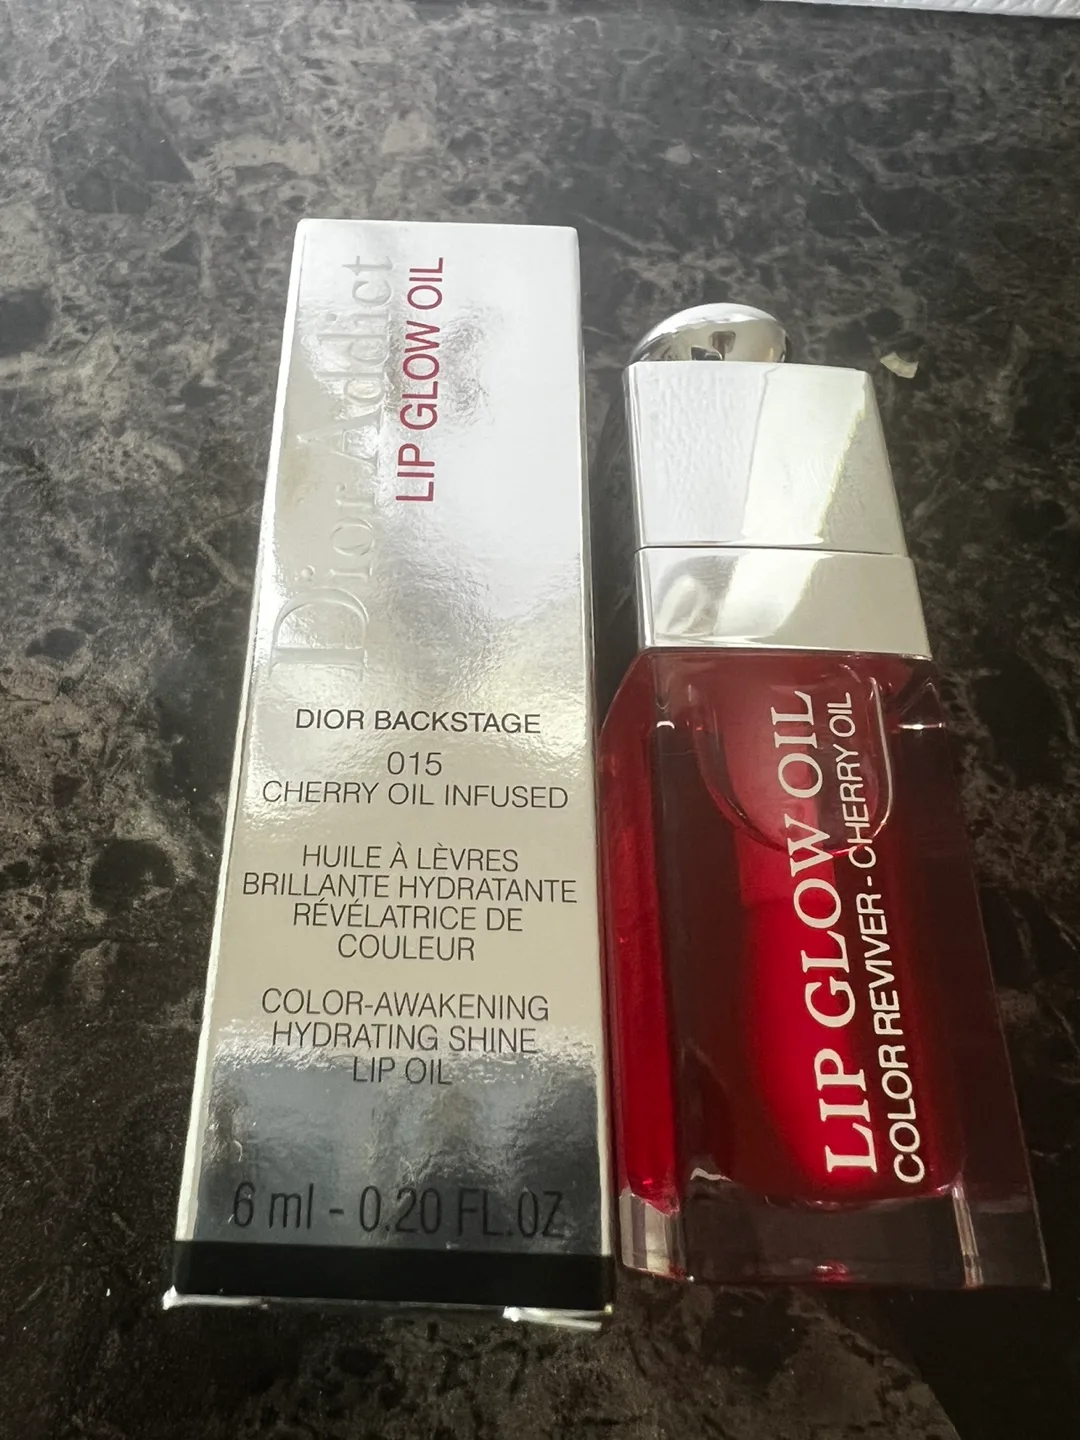 Dior Addict
LIP GLOW OIL
DIOR BACKSTAGE
015
CHERRY OIL INFUSED
HUILE À LÈVRES
BRILLANTE HYDRATANTE
RÉVÉLATRICE DE
COULEUR
COLOR-AWAKENING
HYDRATING SHINE
LIP OIL
6 ml - 0.20 FL.OZ
LIP GLOW OIL
COLOR REVIVER - CHERRY OIL